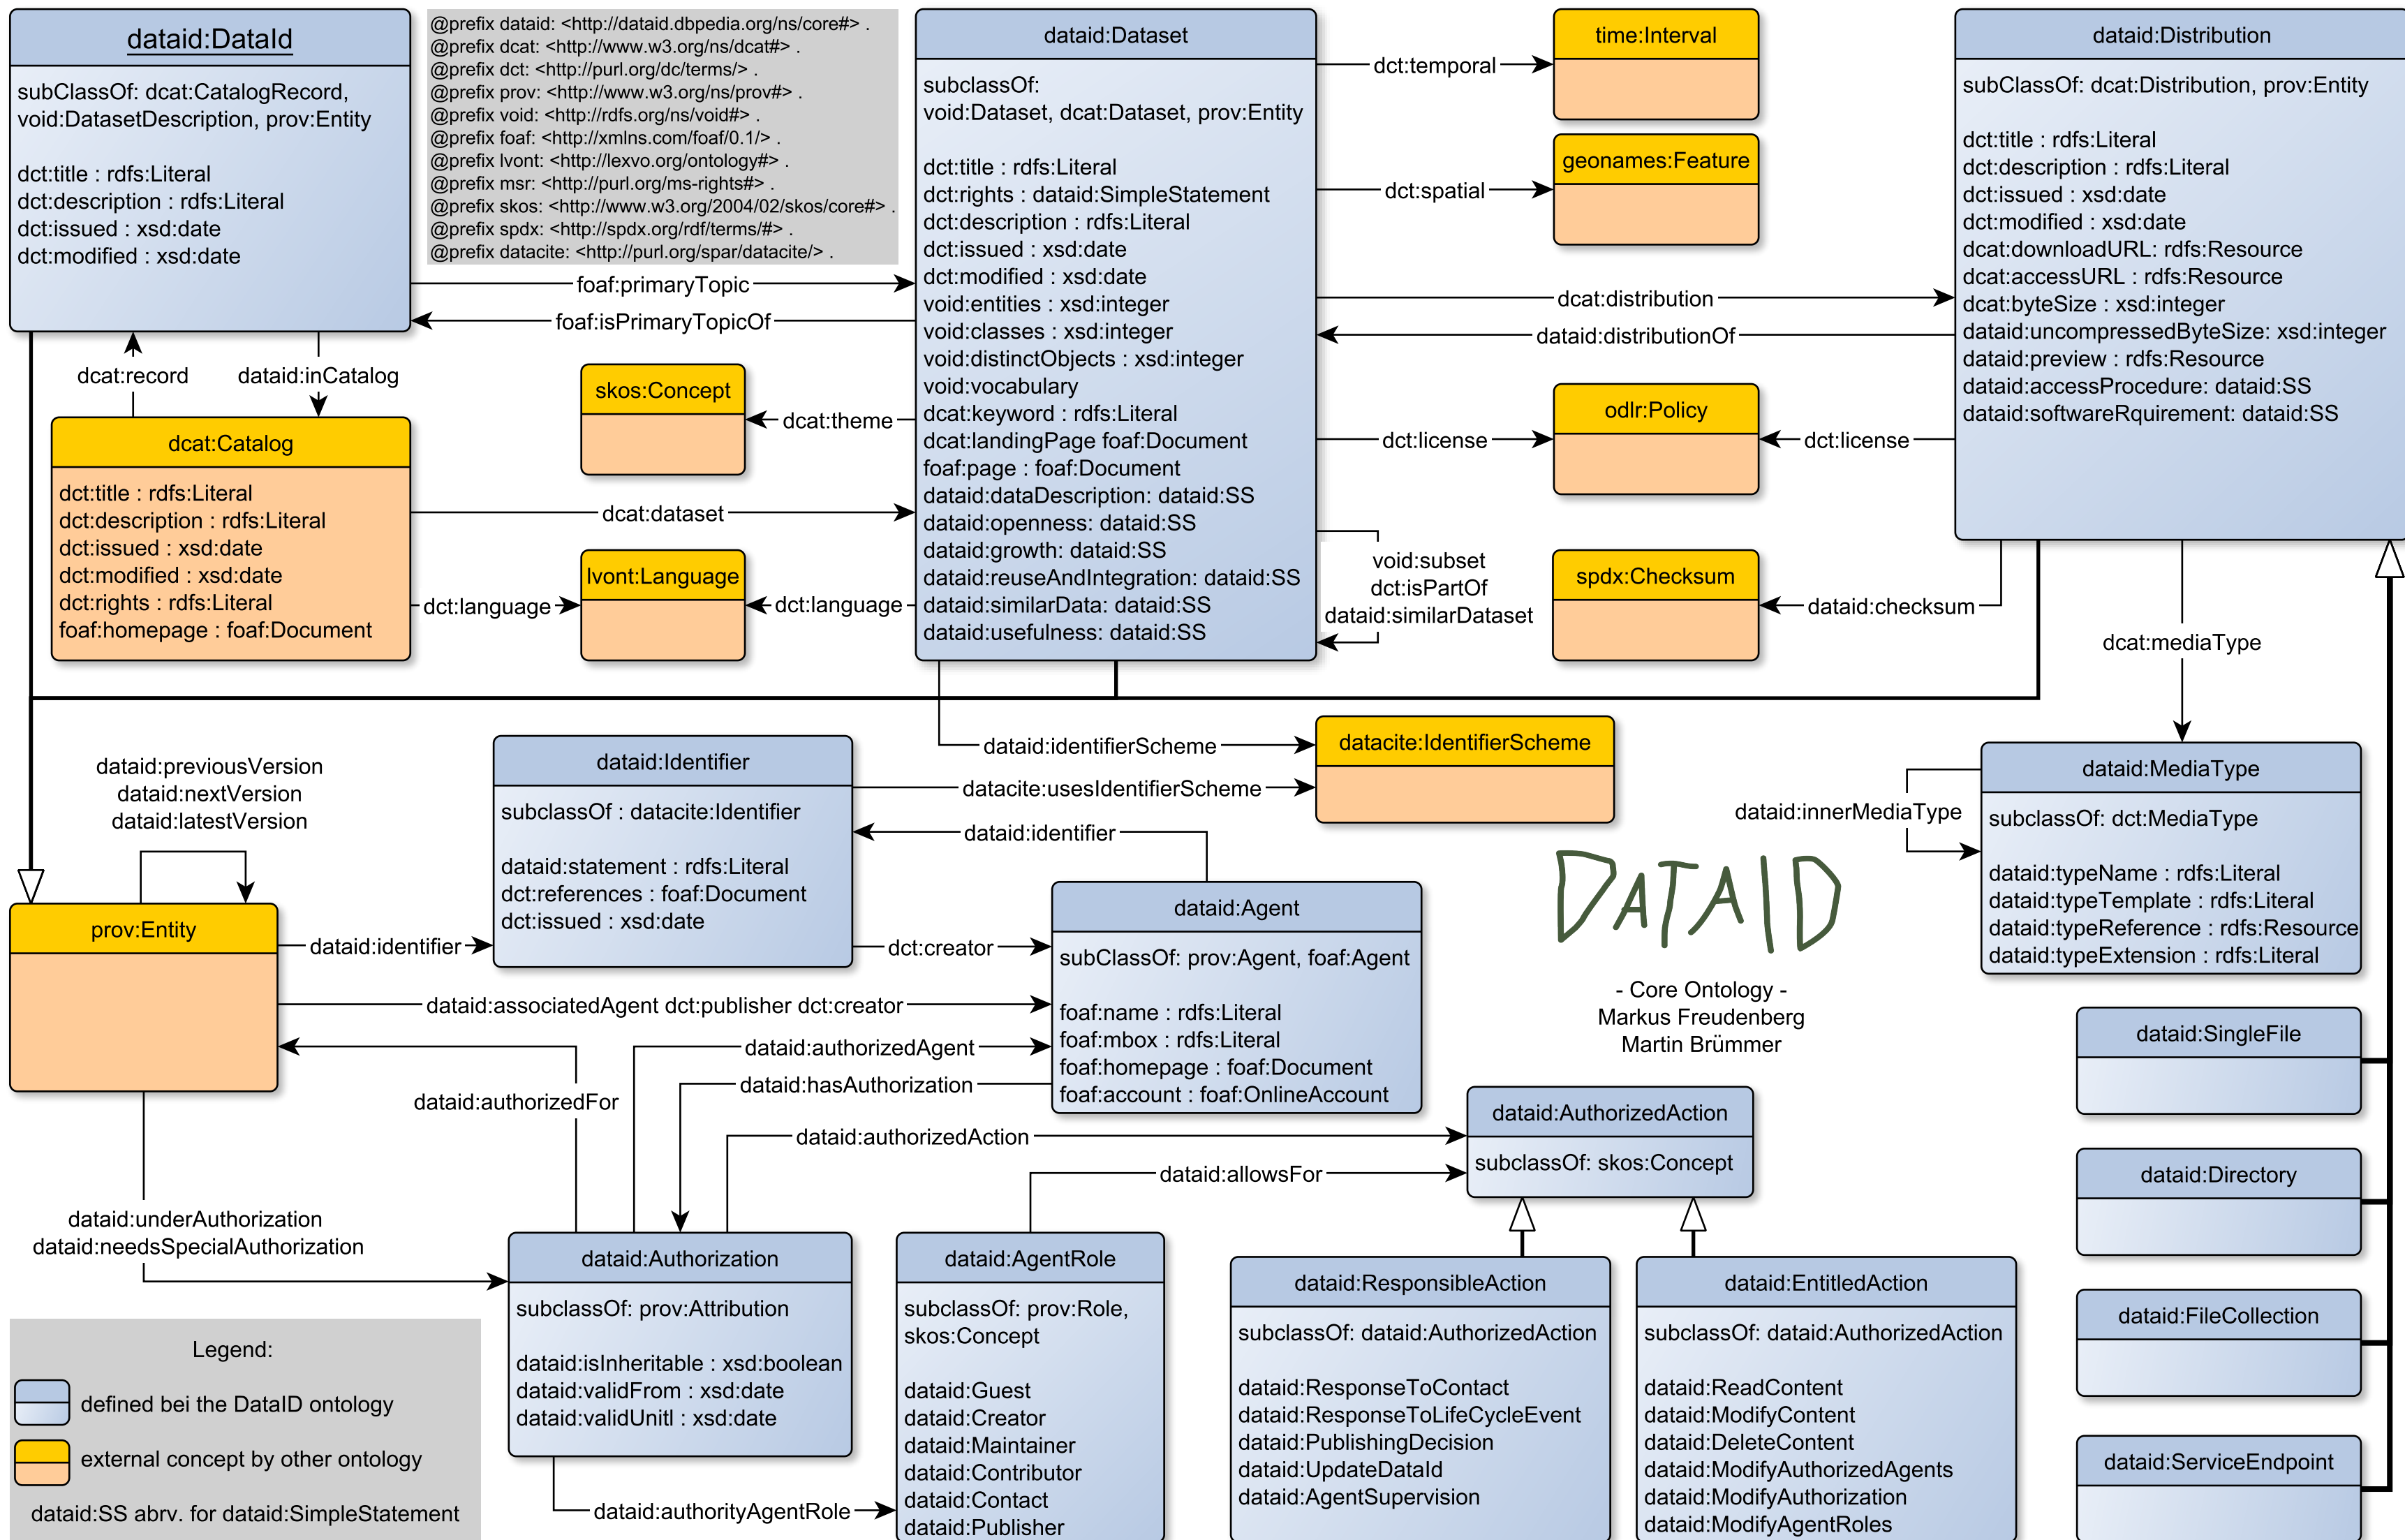 dataid:DataId
subClassOf: dcat:CatalogRecord,
void:DatasetDescription, prov:Entity
dct:title : rdfs:Literal
dct:description : rdfs:Literal
dct:issued : xsd:date
dct:modified : xsd:date
@prefix dataid: <http://dataid.dbpedia.org/ns/core#> .
@prefix dcat: <http://www.w3.org/ns/dcat#> .
@prefix dct: <http://purl.org/dc/terms/> .
@prefix prov: <http://www.w3.org/ns/prov#> .
@prefix void: <http://rdfs.org/ns/void#> .
@prefix foaf: <http://xmlns.com/foaf/0.1/> .
@prefix lvont: <http://lexvo.org/ontology#> .
@prefix msr: <http://purl.org/ms-rights#> .
@prefix skos: <http://www.w3.org/2004/02/skos/core#> .
@prefix spdx: <http://spdx.org/rdf/terms/#> .
@prefix datacite: <http://purl.org/spar/datacite/> .
dataid:Dataset
subclassOf:
void:Dataset, dcat:Dataset, prov:Entity
dct:title : rdfs:Literal
dct:rights : dataid:SimpleStatement
dct:description : rdfs:Literal
dct:issued : xsd:date
dct:modified : xsd:date
void:entities : xsd:integer
void:classes : xsd:integer
void:distinctObjects : xsd:integer
void:vocabulary
dcat:keyword : rdfs:Literal
dcat:landingPage foaf:Document
foaf:page : foaf:Document
dataid:dataDescription: dataid:SS
dataid:openness: dataid:SS
dataid:growth: dataid:SS
dataid:reuseAndIntegration: dataid:SS
dataid:similarData: dataid:SS
dataid:usefulness: dataid:SS
dct:temporal
time:Interval
dct:spatial
geonames:Feature
dataid:Distribution
subClassOf: dcat:Distribution, prov:Entity
dct:title : rdfs:Literal
dct:description : rdfs:Literal
dct:issued : xsd:date
dct:modified : xsd:date
dcat:downloadURL: rdfs:Resource
dcat:accessURL : rdfs:Resource
dcat:byteSize : xsd:integer
dataid:uncompressedByteSize: xsd:integer
dataid:preview : rdfs:Resource
dataid:accessProcedure: dataid:SS
dataid:softwareRquirement: dataid:SS
foaf:primaryTopic
foaf:isPrimaryTopicOf
dcat:distribution
dataid:distributionOf
dcat:record
dataid:inCatalog
skos:Concept
dcat:theme
dct:license
odlr:Policy
dct:license
dcat:Catalog
dct:title : rdfs:Literal
dct:description : rdfs:Literal
dct:issued : xsd:date
dct:modified : xsd:date
dct:rights : rdfs:Literal
foaf:homepage : foaf:Document
dcat:dataset
dct:language
lvont:Language
dct:language
void:subset
dct:isPartOf
dataid:similarDataset
spdx:Checksum
dataid:checksum
dcat:mediaType
dataid:identifierScheme
datacite:IdentifierScheme
datacite:usesIdentifierScheme
dataid:identifier
dataid:previousVersion
dataid:nextVersion
dataid:latestVersion
dataid:Identifier
subclassOf : datacite:Identifier
dataid:statement : rdfs:Literal
dct:references : foaf:Document
dct:issued : xsd:date
dataid:MediaType
subclassOf: dct:MediaType
dataid:typeName : rdfs:Literal
dataid:typeTemplate : rdfs:Literal
dataid:typeReference : rdfs:Resource
dataid:typeExtension : rdfs:Literal
dataid:innerMediaType
prov:Entity
dataid:identifier
dct:creator
dataid:Agent
subClassOf: prov:Agent, foaf:Agent
foaf:name : rdfs:Literal
foaf:mbox : rdfs:Literal
foaf:homepage : foaf:Document
foaf:account : foaf:OnlineAccount
DATAID
- Core Ontology -
Markus Freudenberg
Martin Brümmer
dataid:associatedAgent dct:publisher dct:creator
dataid:authorizedAgent
dataid:hasAuthorization
dataid:authorizedFor
dataid:authorizedAction
dataid:allowsFor
dataid:AuthorizedAction
subclassOf: skos:Concept
dataid:SingleFile
dataid:Directory
dataid:FileCollection
dataid:ServiceEndpoint
dataid:underAuthorization
dataid:needsSpecialAuthorization
dataid:Authorization
subclassOf: prov:Attribution
dataid:isInheritable : xsd:boolean
dataid:validFrom : xsd:date
dataid:validUnitl : xsd:date
dataid:authorityAgentRole
dataid:AgentRole
subclassOf: prov:Role,
skos:Concept
dataid:Guest
dataid:Creator
dataid:Maintainer
dataid:Contributor
dataid:Contact
dataid:Publisher
dataid:ResponsibleAction
subclassOf: dataid:AuthorizedAction
dataid:ResponseToContact
dataid:ResponseToLifeCycleEvent
dataid:PublishingDecision
dataid:UpdateDataId
dataid:AgentSupervision
dataid:EntitledAction
subclassOf: dataid:AuthorizedAction
dataid:ReadContent
dataid:ModifyContent
dataid:DeleteContent
dataid:ModifyAuthorizedAgents
dataid:ModifyAuthorization
dataid:ModifyAgentRoles
Legend:
defined bei the DataID ontology
external concept by other ontology
dataid:SS abrv. for dataid:SimpleStatement